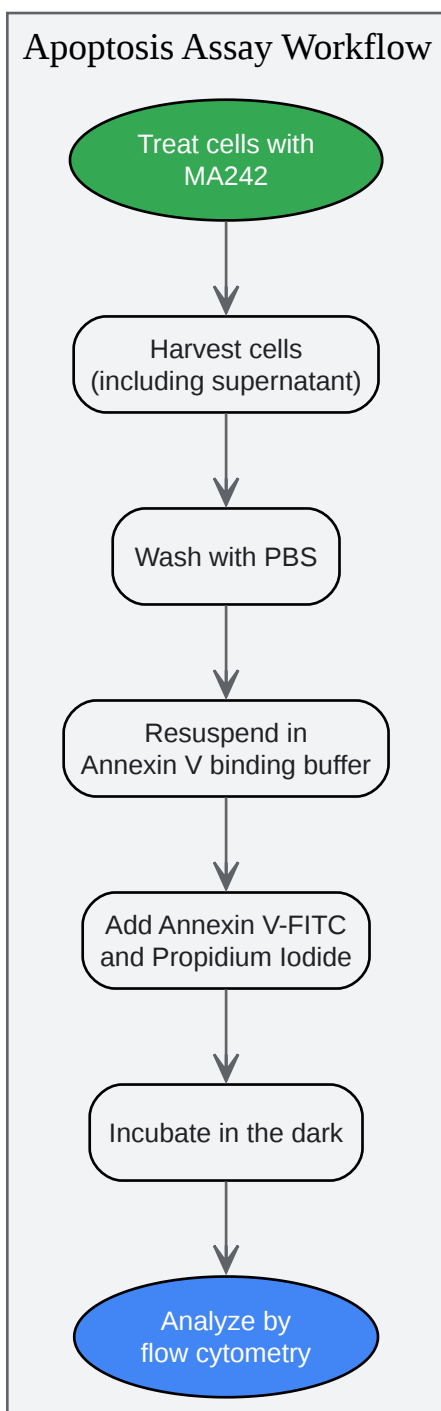 Apoptosis Assay Workflow
Treat cells with
MA242
Harvest cells
(including supernatant)
Wash with PBS
Resuspend in
Annexin V binding buffer
Add Annexin V-FITC
and Propidium Iodide
Incubate in the dark
Analyze by
flow cytometry